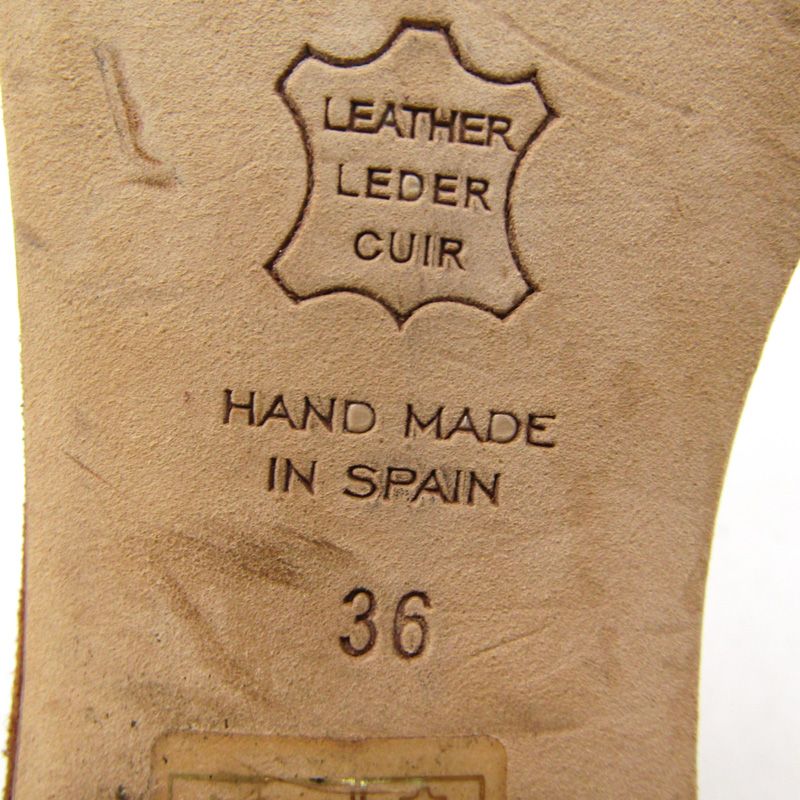 LEATHER
LEDER
CUIR
HAND MADE
IN SPAIN
36